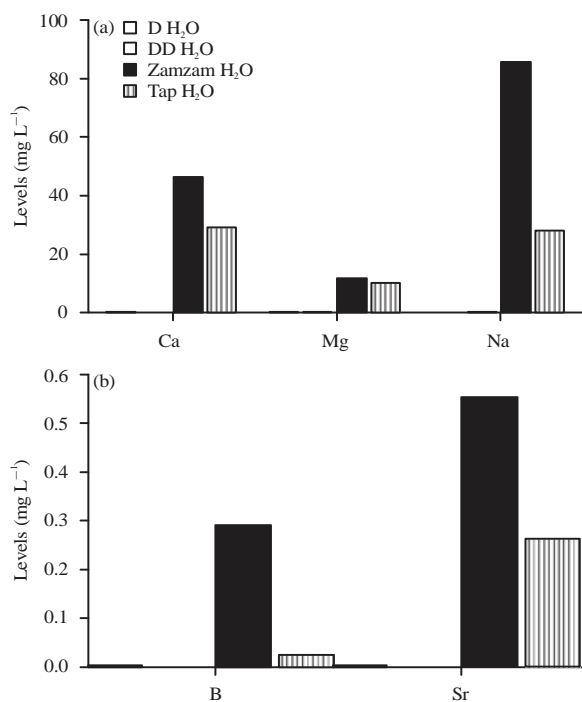 (a)
D H₂O
DD H₂O
Zamzam H₂O
Tap H₂O
Levels (mg L⁻¹)
100
80
60
40
20
0
Ca Mg Na
(b)
Levels (mg L⁻¹)
0.6
0.5
0.4
0.3
0.2
0.1
0.0
B Sr